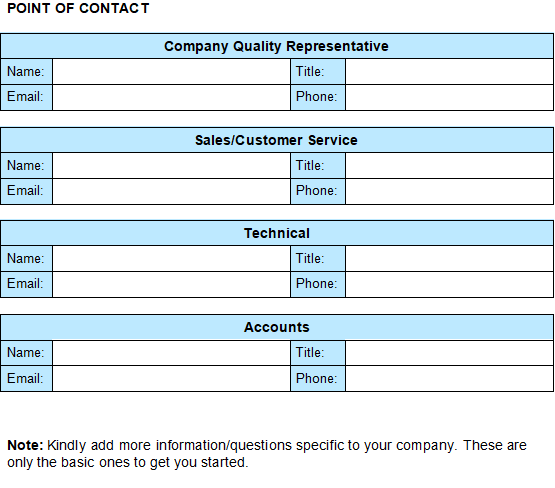 POINT OF CONTACT
Company Quality Representative
Name: Title:
Email: Phone:
Sales/Customer Service
Name: Title:
Email: Phone:
Technical
Name: Title:
Email: Phone:
Accounts
Name: Title:
Email: Phone:
Note: Kindly add more information/questions specific to your company. These are
only the basic ones to get you started.